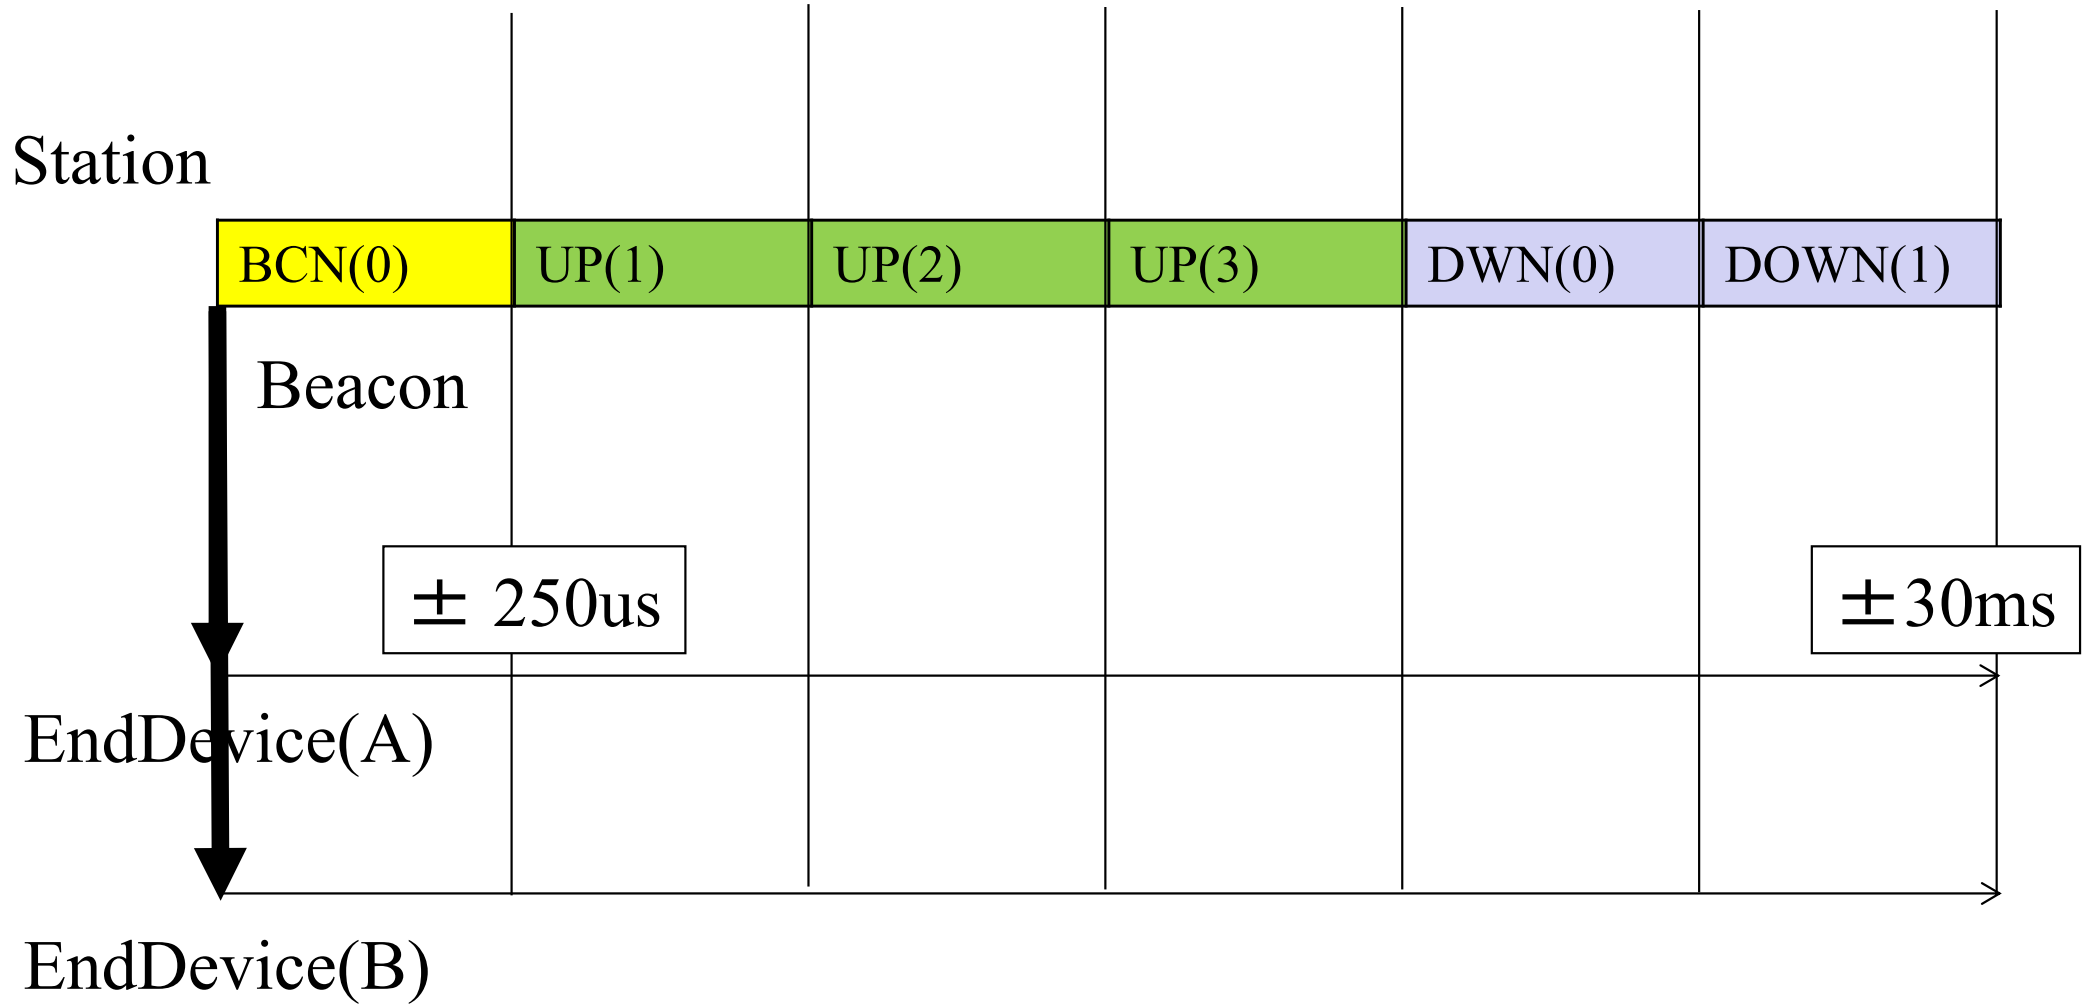 Station
BCN(0) UP(1) UP(2) UP(3) DWN(0) DOWN(1)
Beacon
± 250us ±30ms
EndDevice(A)
EndDevice(B)